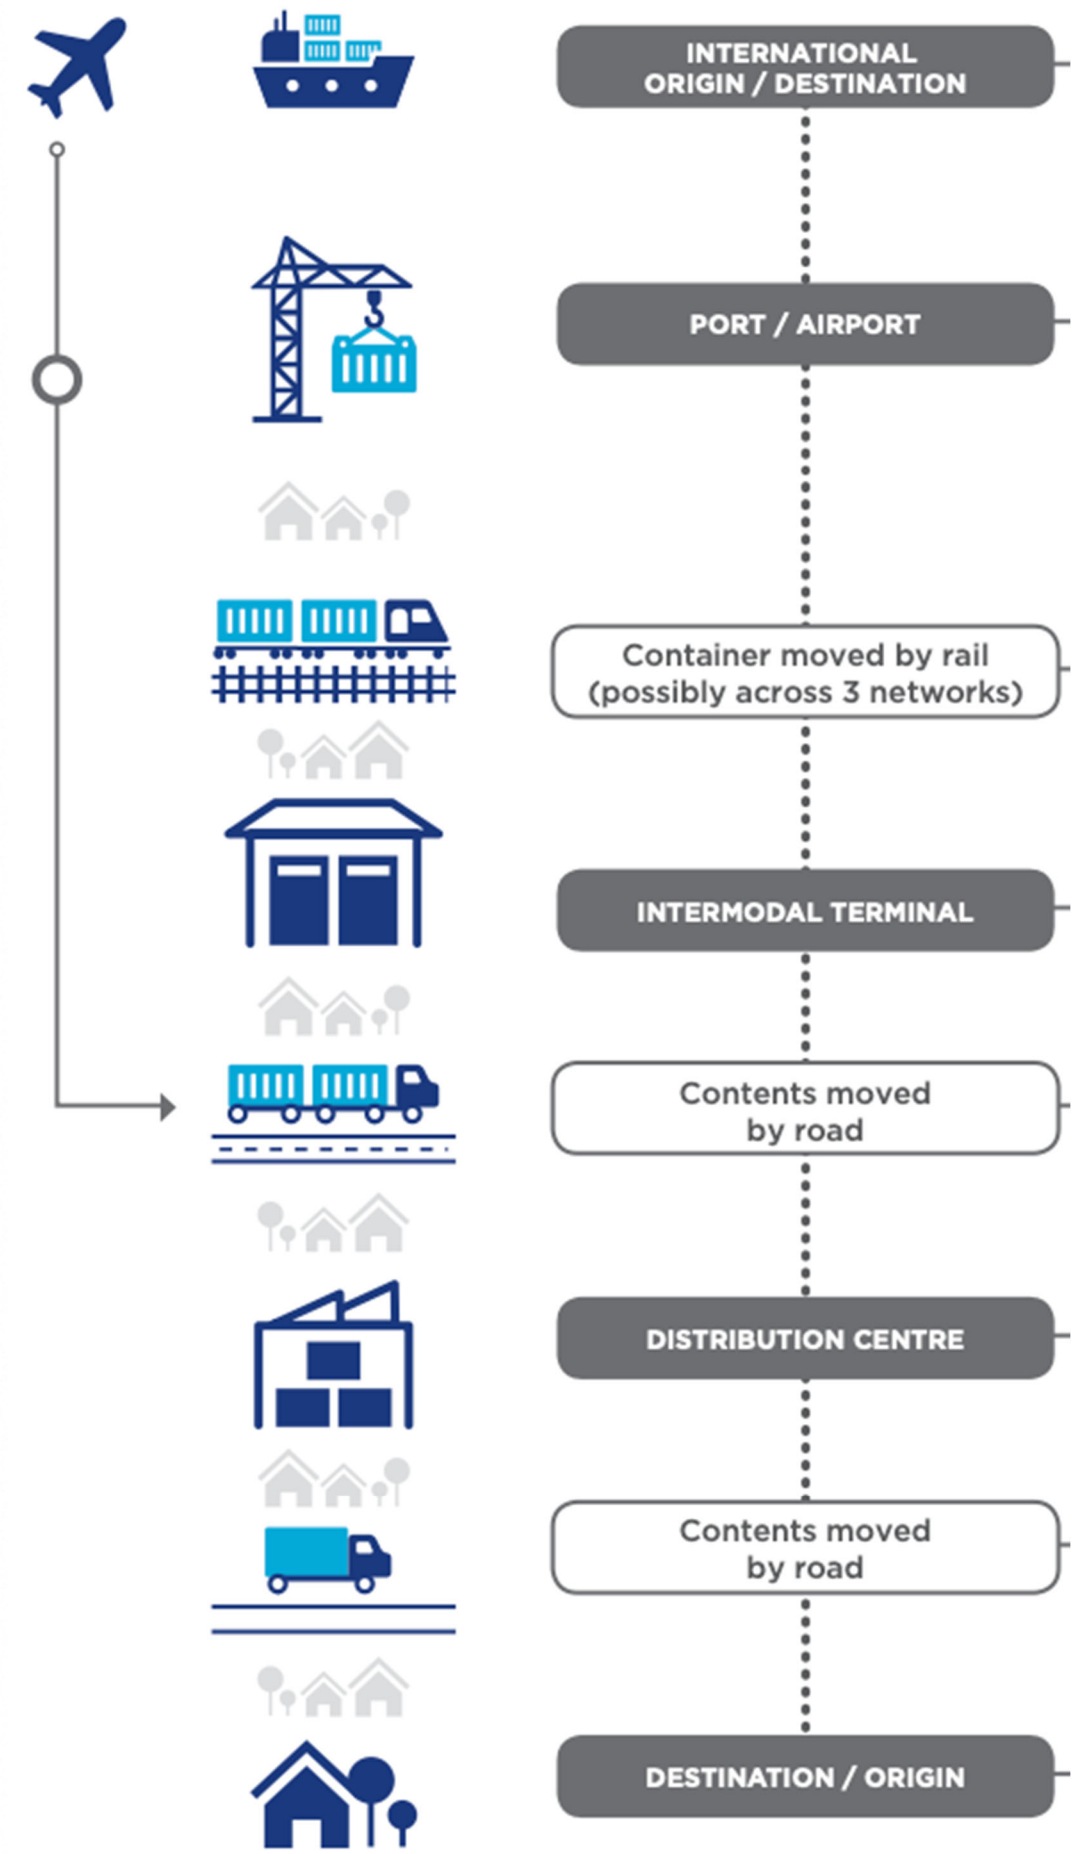 INTERNATIONAL
ORIGIN / DESTINATION
PORT / AIRPORT
Container moved by rail
(possibly across 3 networks)
INTERMODAL TERMINAL
Contents moved
by road
DISTRIBUTION CENTRE
Contents moved
by road
DESTINATION / ORIGIN